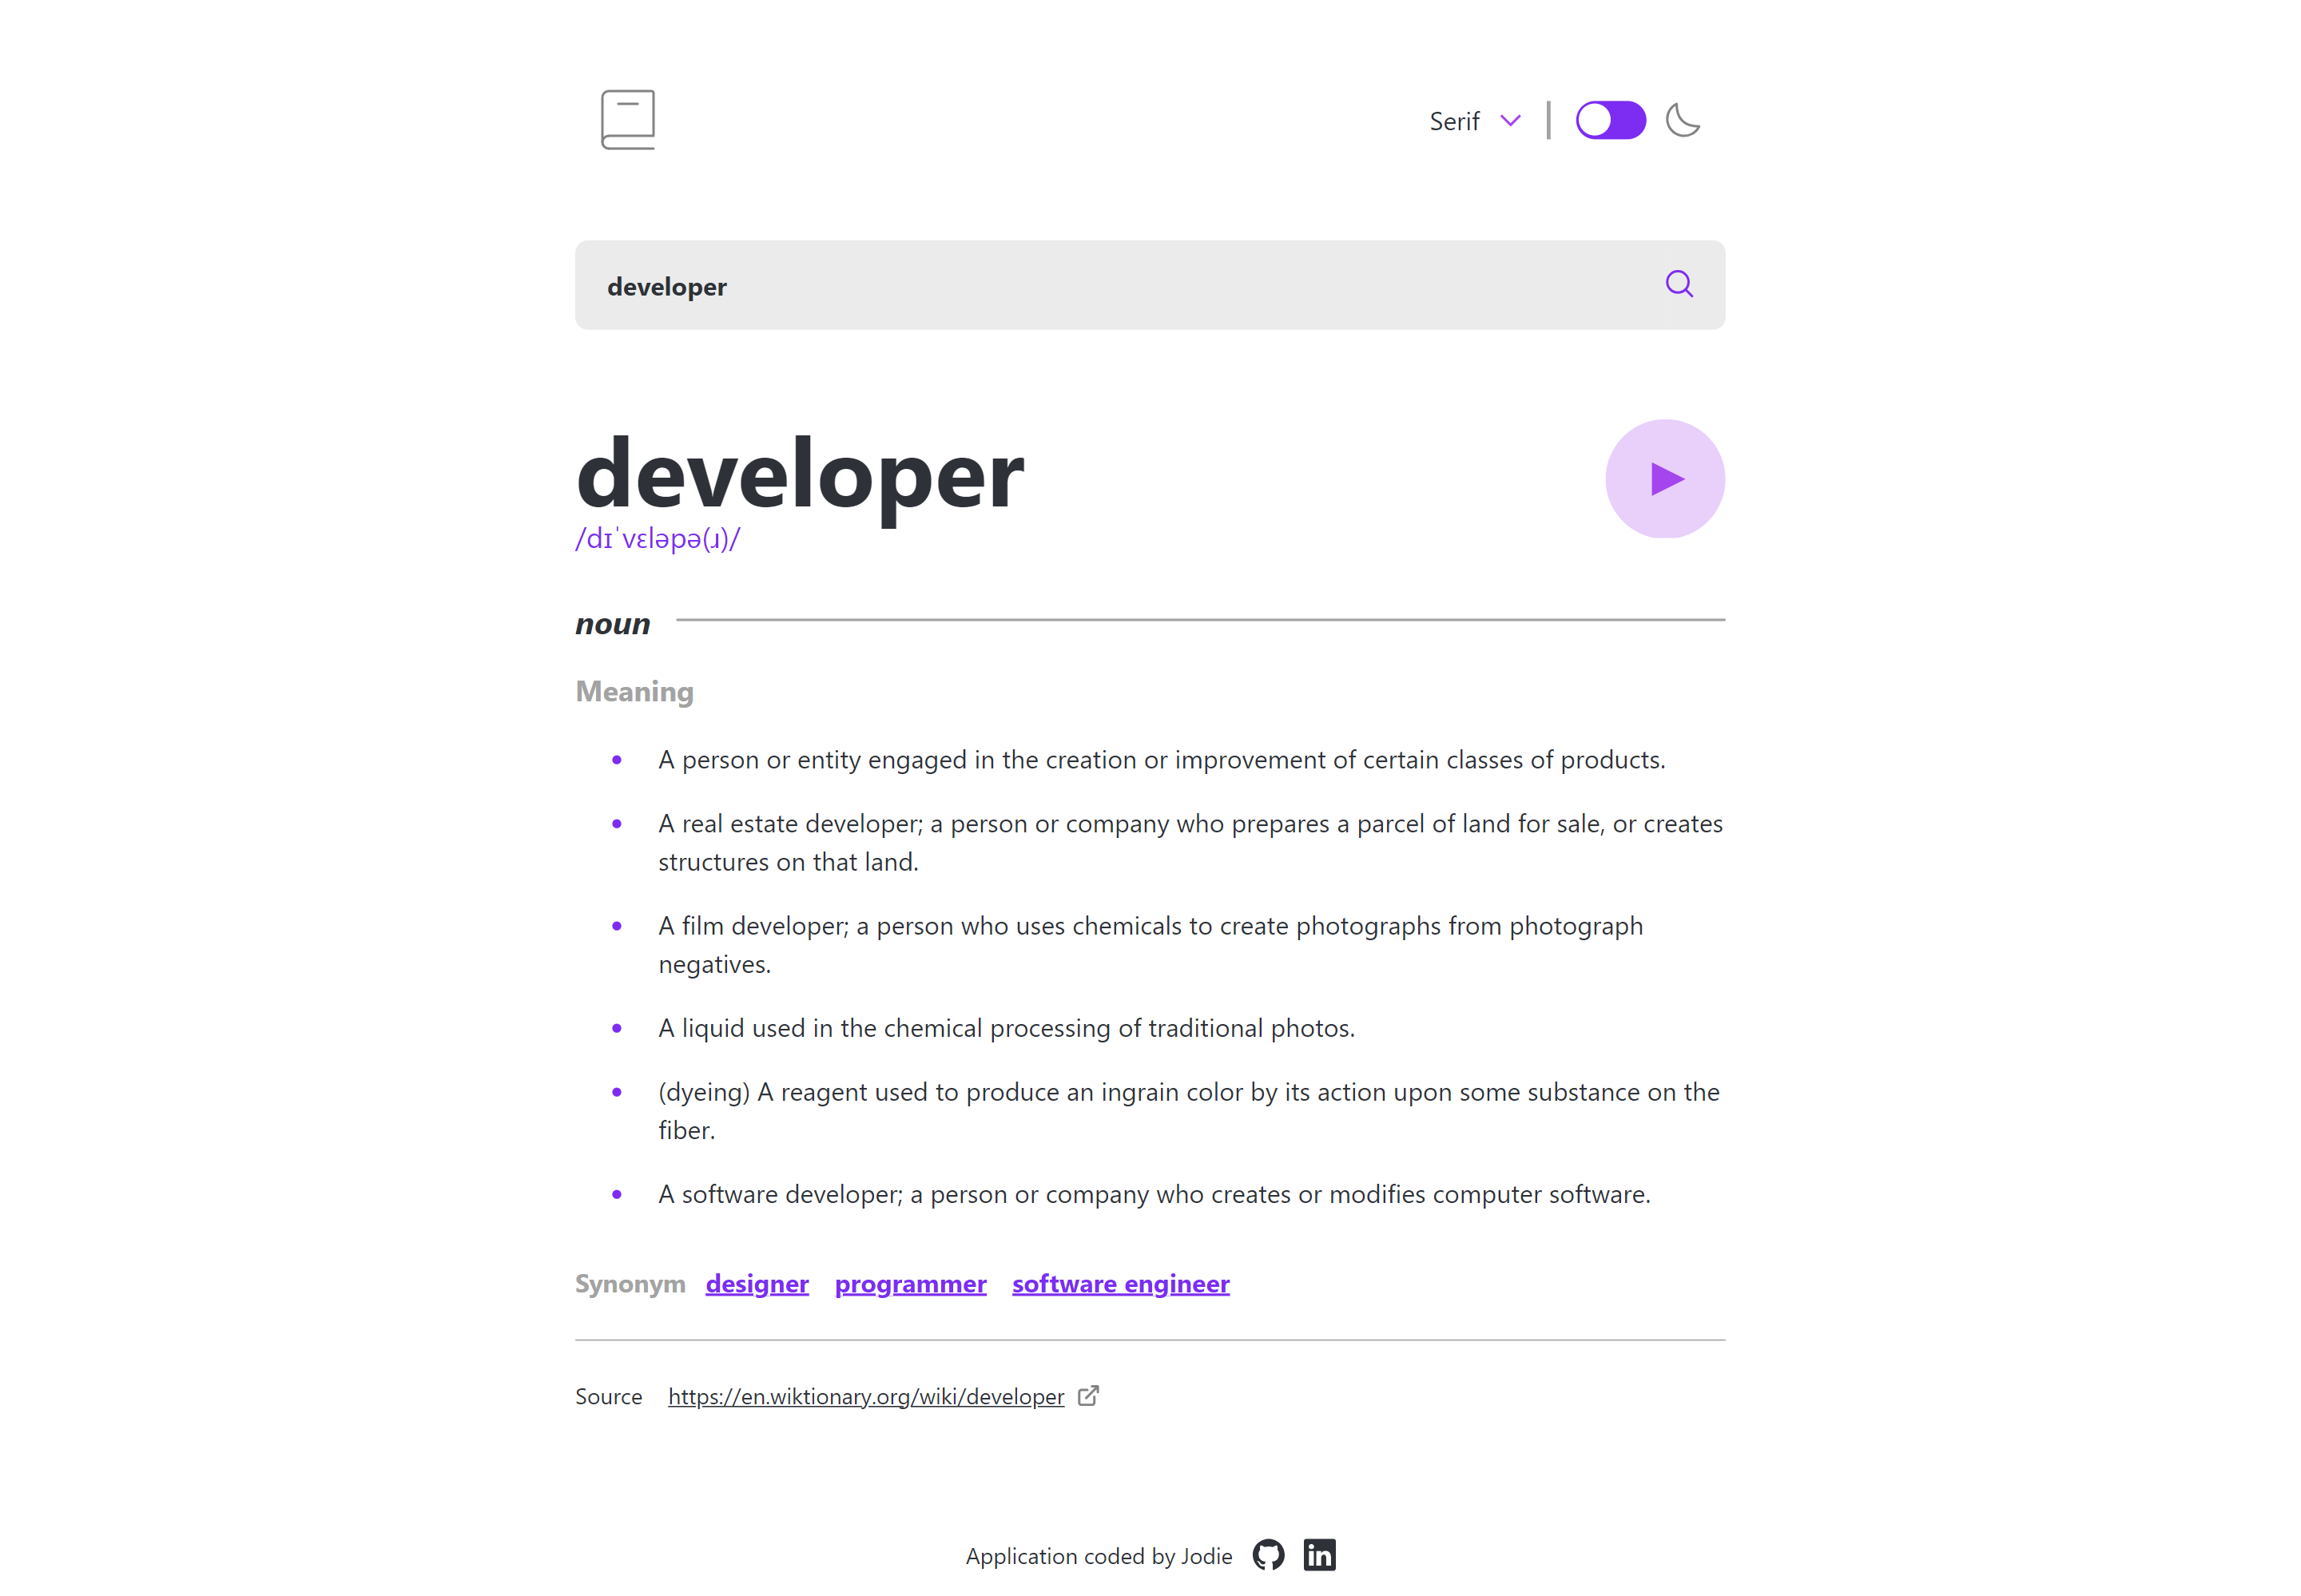 Serif
developer
developer
/dɪˈvɛləpə(ɹ)/
noun
Meaning
A person or entity engaged in the creation or improvement of certain classes of products.
A real estate developer; a person or company who prepares a parcel of land for sale, or creates
structures on that land.
A film developer; a person who uses chemicals to create photographs from photograph
negatives.
A liquid used in the chemical processing of traditional photos.
(dyeing) A reagent used to produce an ingrain color by its action upon some substance on the
fiber.
A software developer; a person or company who creates or modifies computer software.
Synonym designer programmer software engineer
Source https://en.wiktionary.org/wiki/developer
Application coded by Jodie in